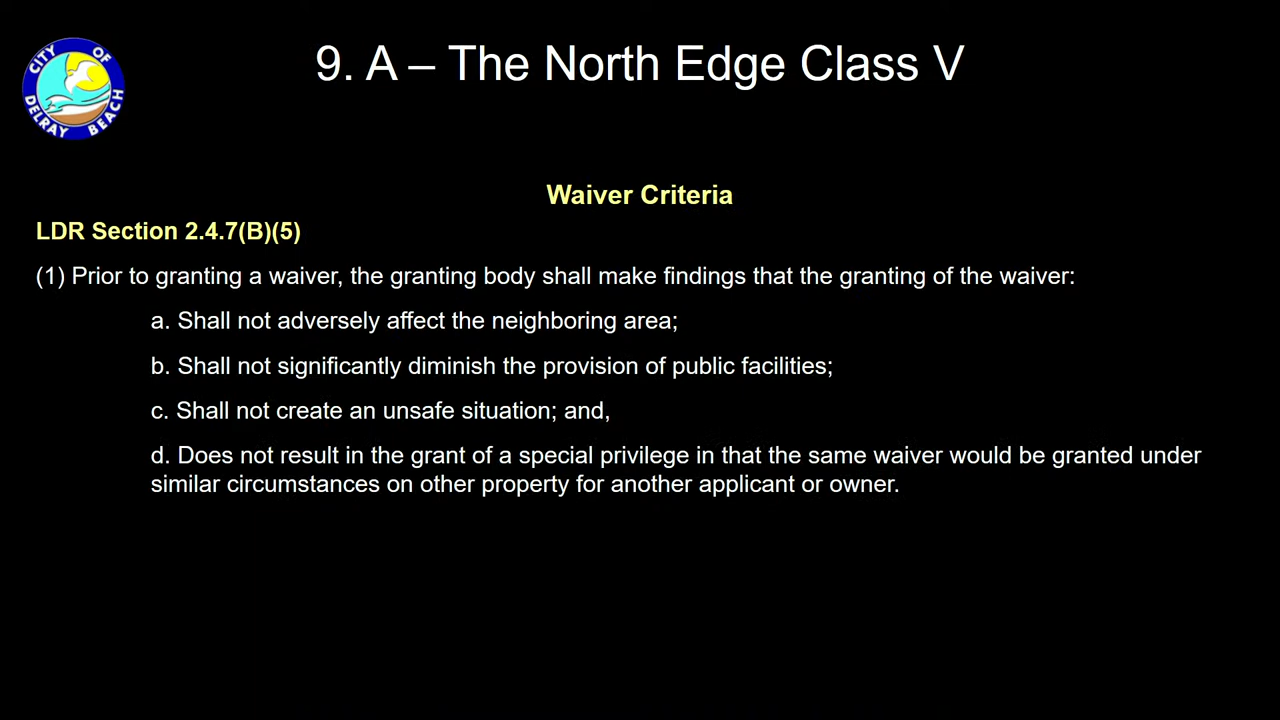 CITY OF
DELRAY BEACH
9. A – The North Edge Class V
Waiver Criteria
LDR Section 2.4.7(B)(5)
(1) Prior to granting a waiver, the granting body shall make findings that the granting of the waiver:
a. Shall not adversely affect the neighboring area;
b. Shall not significantly diminish the provision of public facilities;
c. Shall not create an unsafe situation; and,
d. Does not result in the grant of a special privilege in that the same waiver would be granted under
similar circumstances on other property for another applicant or owner.